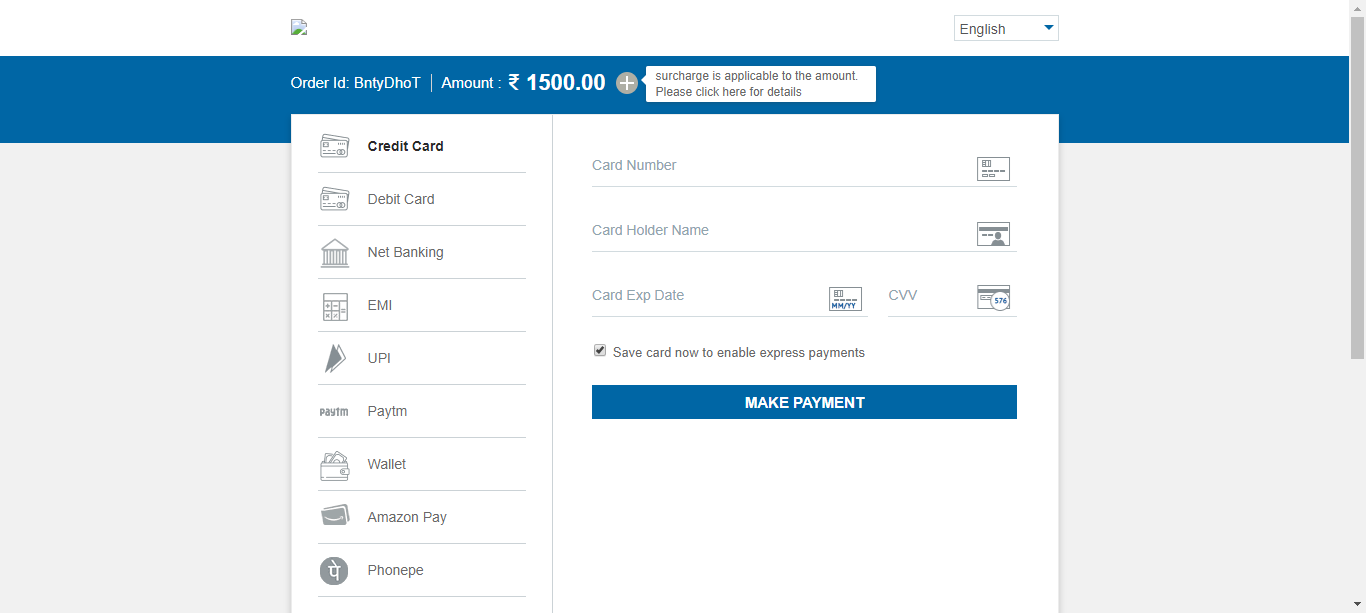 English
Order Id: BntyDhoT
Amount : ₹ 1500.00
surcharge is applicable to the amount.
Please click here for details
Credit Card
Debit Card
Net Banking
EMI
UPI
Paytm
Paytm
Wallet
Amazon Pay
पे
Phonepe
Card Number
Card Holder Name
Card Exp Date
MM/YY
CVV
576
Save card now to enable express payments
MAKE PAYMENT